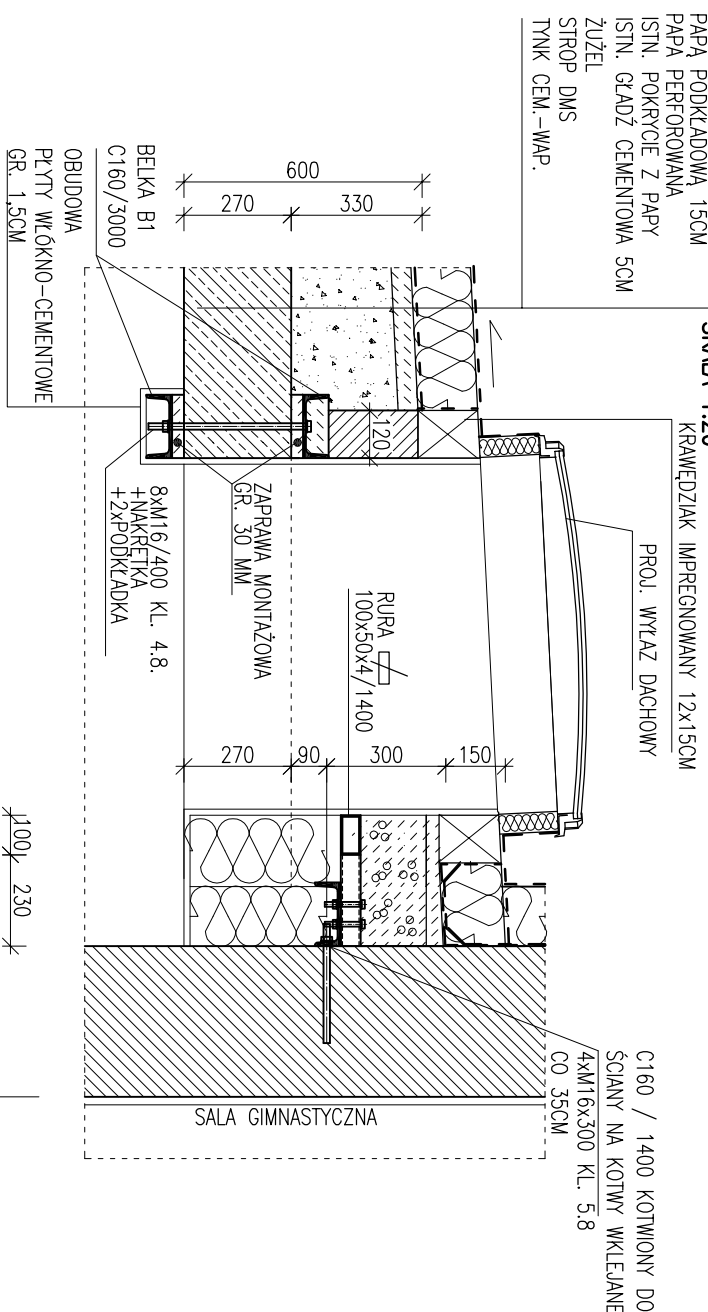 PAPA PODKŁADOWA 15CM
PAPA PERFOROWANA
ISTN. POKRYCIE Z PAPY
ISTN. GŁADŹ CEMENTOWA 5CM
ŻUŻEL
STROP DMS
TYNK CEM.-WAP.
KRAWĘDZIAK IMPREGNOWANY 12x15CM
PROJ. WYŁAZ DACHOWY
600
270
330
BELKA B1
C160/3000
OBUDOWA
PŁYTY WŁÓKNO-CEMENTOWE
GR. 1,5CM
120
ZAPRAWA MONTAŻOWA
GR. 30 MM
8xM16/400 KL. 4.8.
+NAKRĘTKA
+2xPODKŁADKA
RURA
100x50x4/1400
270
90
300
150
100
230
C160 / 1400 KOTWIONY DO
ŚCIANY NA KOTWY WKLEJANE
4xM16x300 KL. 5.8
CO 35CM
SALA GIMNASTYCZNA